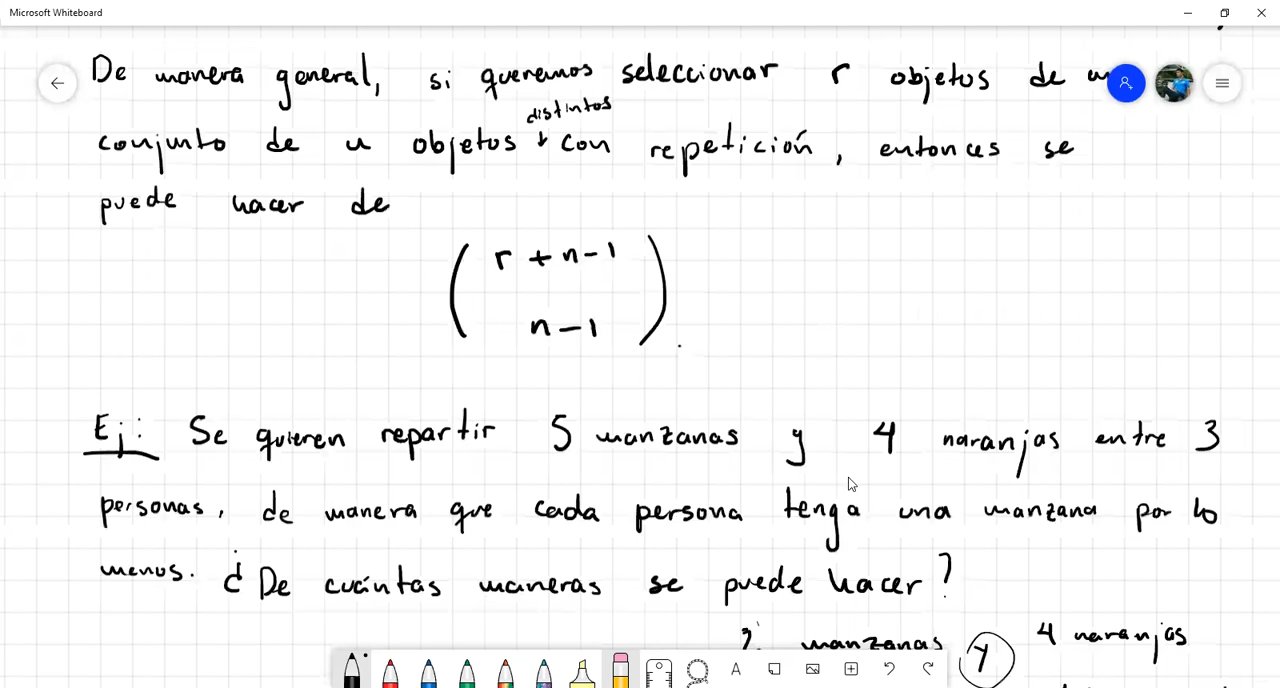 Microsoft Whiteboard
De manera general, si queremos seleccionar r objetos de un
distintos
conjunto de n objetos ↓ con repetición, entonces se
puede hacer de
( r + n-1
n-1 ).
Ej: Se quieren repartir 5 manzanas y 4 naranjas entre 3
personas, de manera que cada persona tenga una manzana por lo
menos. ¿De cuántas maneras se puede hacer?
2 manzanas y 4 naranjas
A